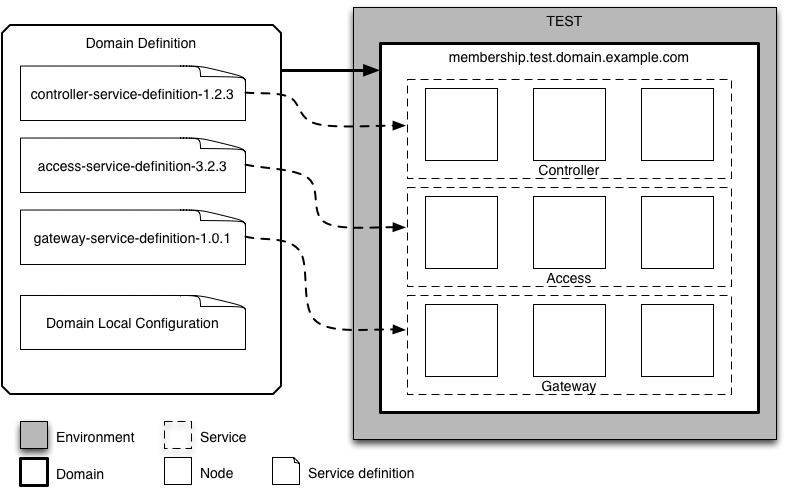 TEST
Domain Definition
membership.test.domain.example.com
controller-service-definition-1.2.3
Controller
access-service-definition-3.2.3
Access
gateway-service-definition-1.0.1
Domain Local Configuration
Gateway
Environment
Service
Domain
Node
Service definition